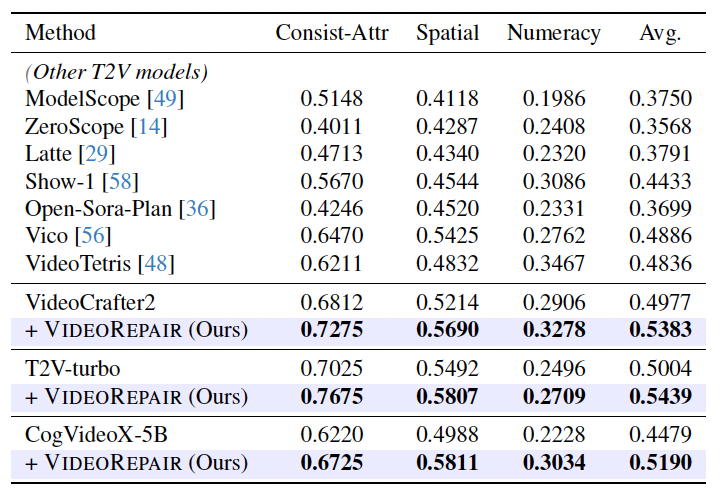 Method Consist-Attr Spatial Numeracy Avg.
(Other T2V models)
ModelScope [49] 0.5148 0.4118 0.1986 0.3750
ZeroScope [14] 0.4011 0.4287 0.2408 0.3568
Latte [29] 0.4713 0.4340 0.2320 0.3791
Show-1 [58] 0.5670 0.4544 0.3086 0.4433
Open-Sora-Plan [36] 0.4246 0.4520 0.2331 0.3699
Vico [56] 0.6470 0.5425 0.2762 0.4886
VideoTetris [48] 0.6211 0.4832 0.3467 0.4836
VideoCrafter2 0.6812 0.5214 0.2906 0.4977
+ VIDEOREPAIR (Ours) 0.7275 0.5690 0.3278 0.5383
T2V-turbo 0.7025 0.5492 0.2496 0.5004
+ VIDEOREPAIR (Ours) 0.7675 0.5807 0.2709 0.5439
CogVideoX-5B 0.6220 0.4988 0.2228 0.4479
+ VIDEOREPAIR (Ours) 0.6725 0.5811 0.3034 0.5190